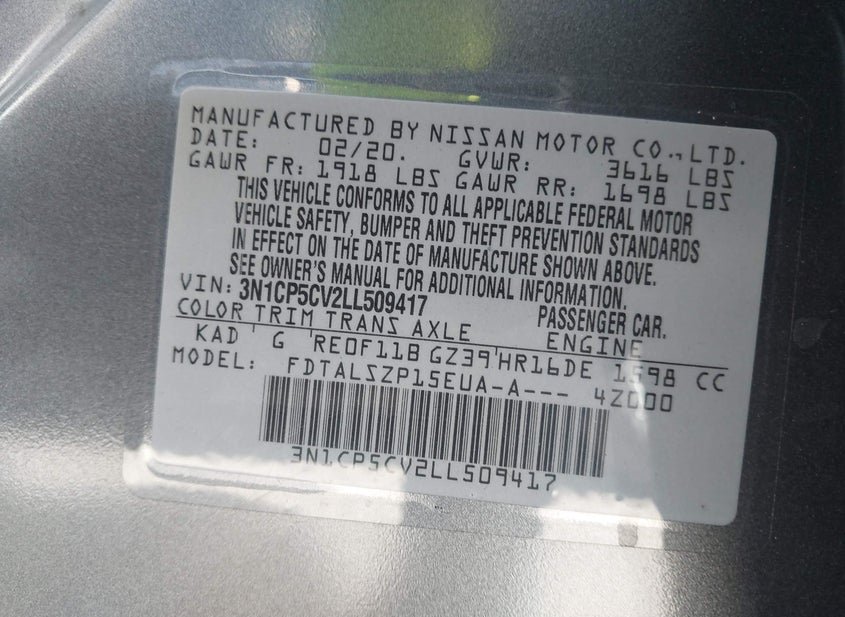 MANUFACTURED BY NISSAN MOTOR CO.,LTD.
DATE: 02/20. GVWR: 3616 LBS
GAWR FR: 1918 LBS GAWR RR: 1698 LBS
THIS VEHICLE CONFORMS TO ALL APPLICABLE FEDERAL MOTOR
VEHICLE SAFETY, BUMPER AND THEFT PREVENTION STANDARDS
IN EFFECT ON THE DATE OF MANUFACTURE SHOWN ABOVE.
SEE OWNER'S MANUAL FOR ADDITIONAL INFORMATION.
VIN: 3N1CP5CV2LL509417 PASSENGER CAR.
COLOR TRIM TRANS AXLE ENGINE
KAD ' G ' RE0F11B GZ39 ' HR16DE 1598 CC
MODEL: FDTALSZP15EUA-A--- 4Z000
3N1CP5CV2LL509417